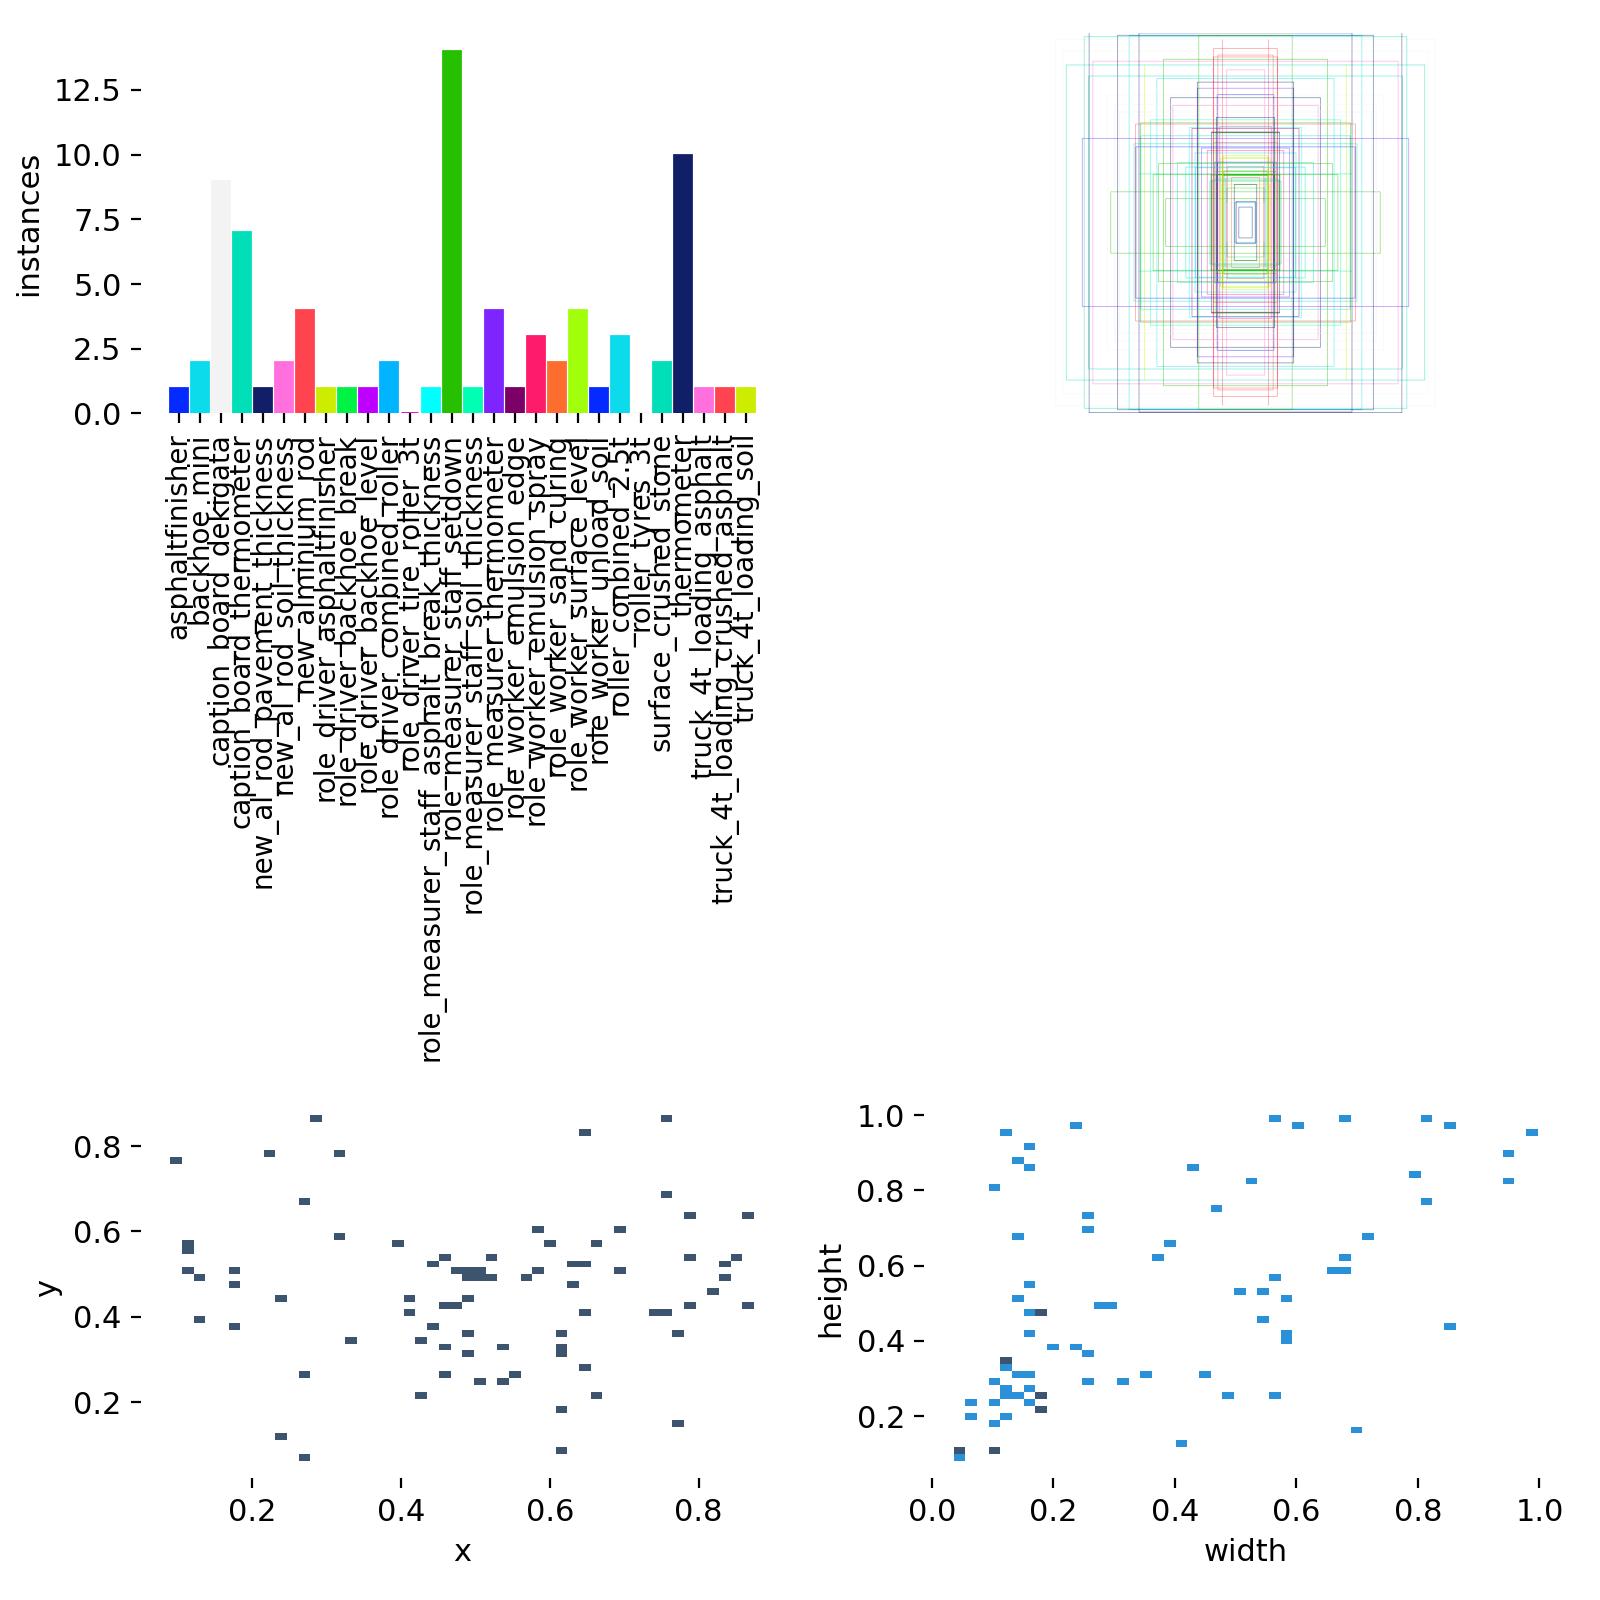 instances
12.5
10.0
7.5
5.0
2.5
0.0
asphaltfinisher
backhoe_mini
caption_board_dekigata
caption_board_thermometer
new_al_rod_pavement_thickness
new_al_rod_soil_thickness
new_alminium_rod
role_driver_asphaltfinisher
role_driver_backhoe_break
role_driver_backhoe_level
role_driver_combined_roller
role_driver_tire_roller_3t
role_measurer_staff_asphalt_break_thickness
role_measurer_staff_setdown
role_measurer_staff_soil_thickness
role_measurer_thermometer
role_worker_emulsion_edge
role_worker_emulsion_spray
role_worker_sand_curing
role_worker_surface_level
role_worker_unload_soil
roller_combined_2.5t
roller_tyres_3t
surface_crushed_stone
thermometer
truck_4t_loading_asphalt
truck_4t_loading_crushed_asphalt
truck_4t_loading_soil
y
0.8
0.6
0.4
0.2
0.2
0.4
0.6
0.8
x
height
1.0
0.8
0.6
0.4
0.2
0.0
0.2
0.4
0.6
0.8
1.0
width